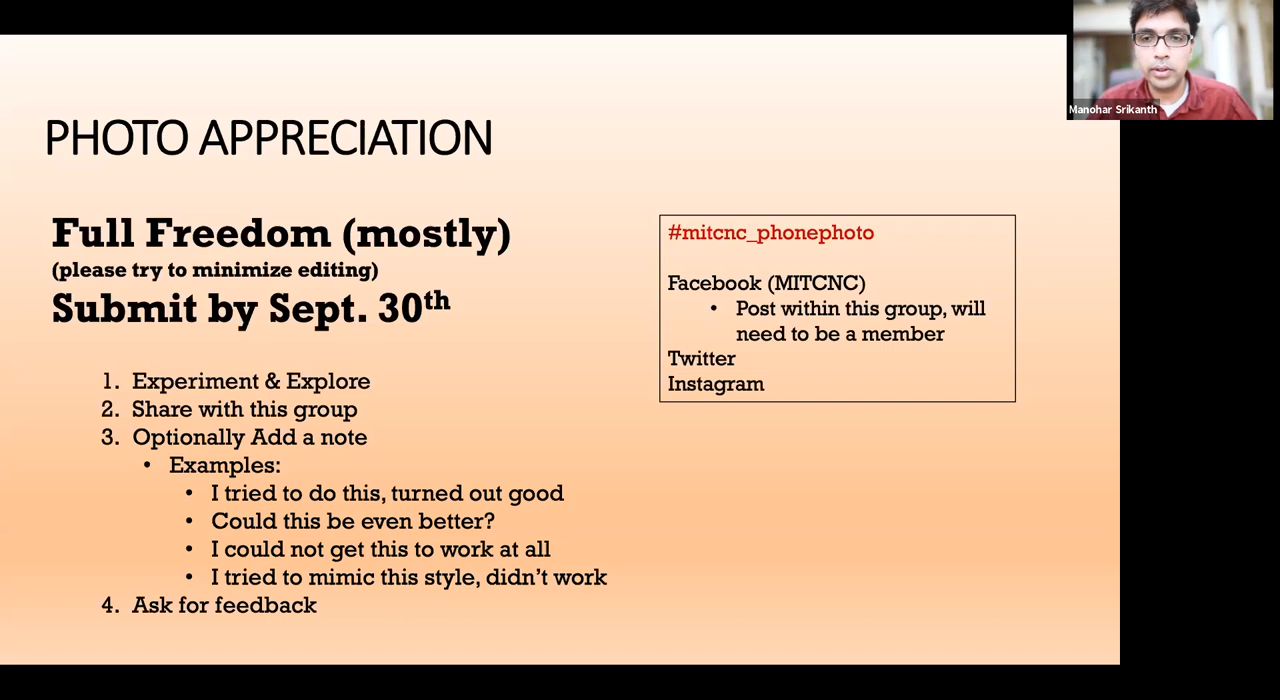 PHOTO APPRECIATION
Full Freedom (mostly)
(please try to minimize editing)
Submit by Sept. 30th
1. Experiment & Explore
2. Share with this group
3. Optionally Add a note
• Examples:
• I tried to do this, turned out good
• Could this be even better?
• I could not get this to work at all
• I tried to mimic this style, didn’t work
4. Ask for feedback
#mitcnc_phonephoto
Facebook (MITCNC)
• Post within this group, will
need to be a member
Twitter
Instagram
Manohar Srikanth